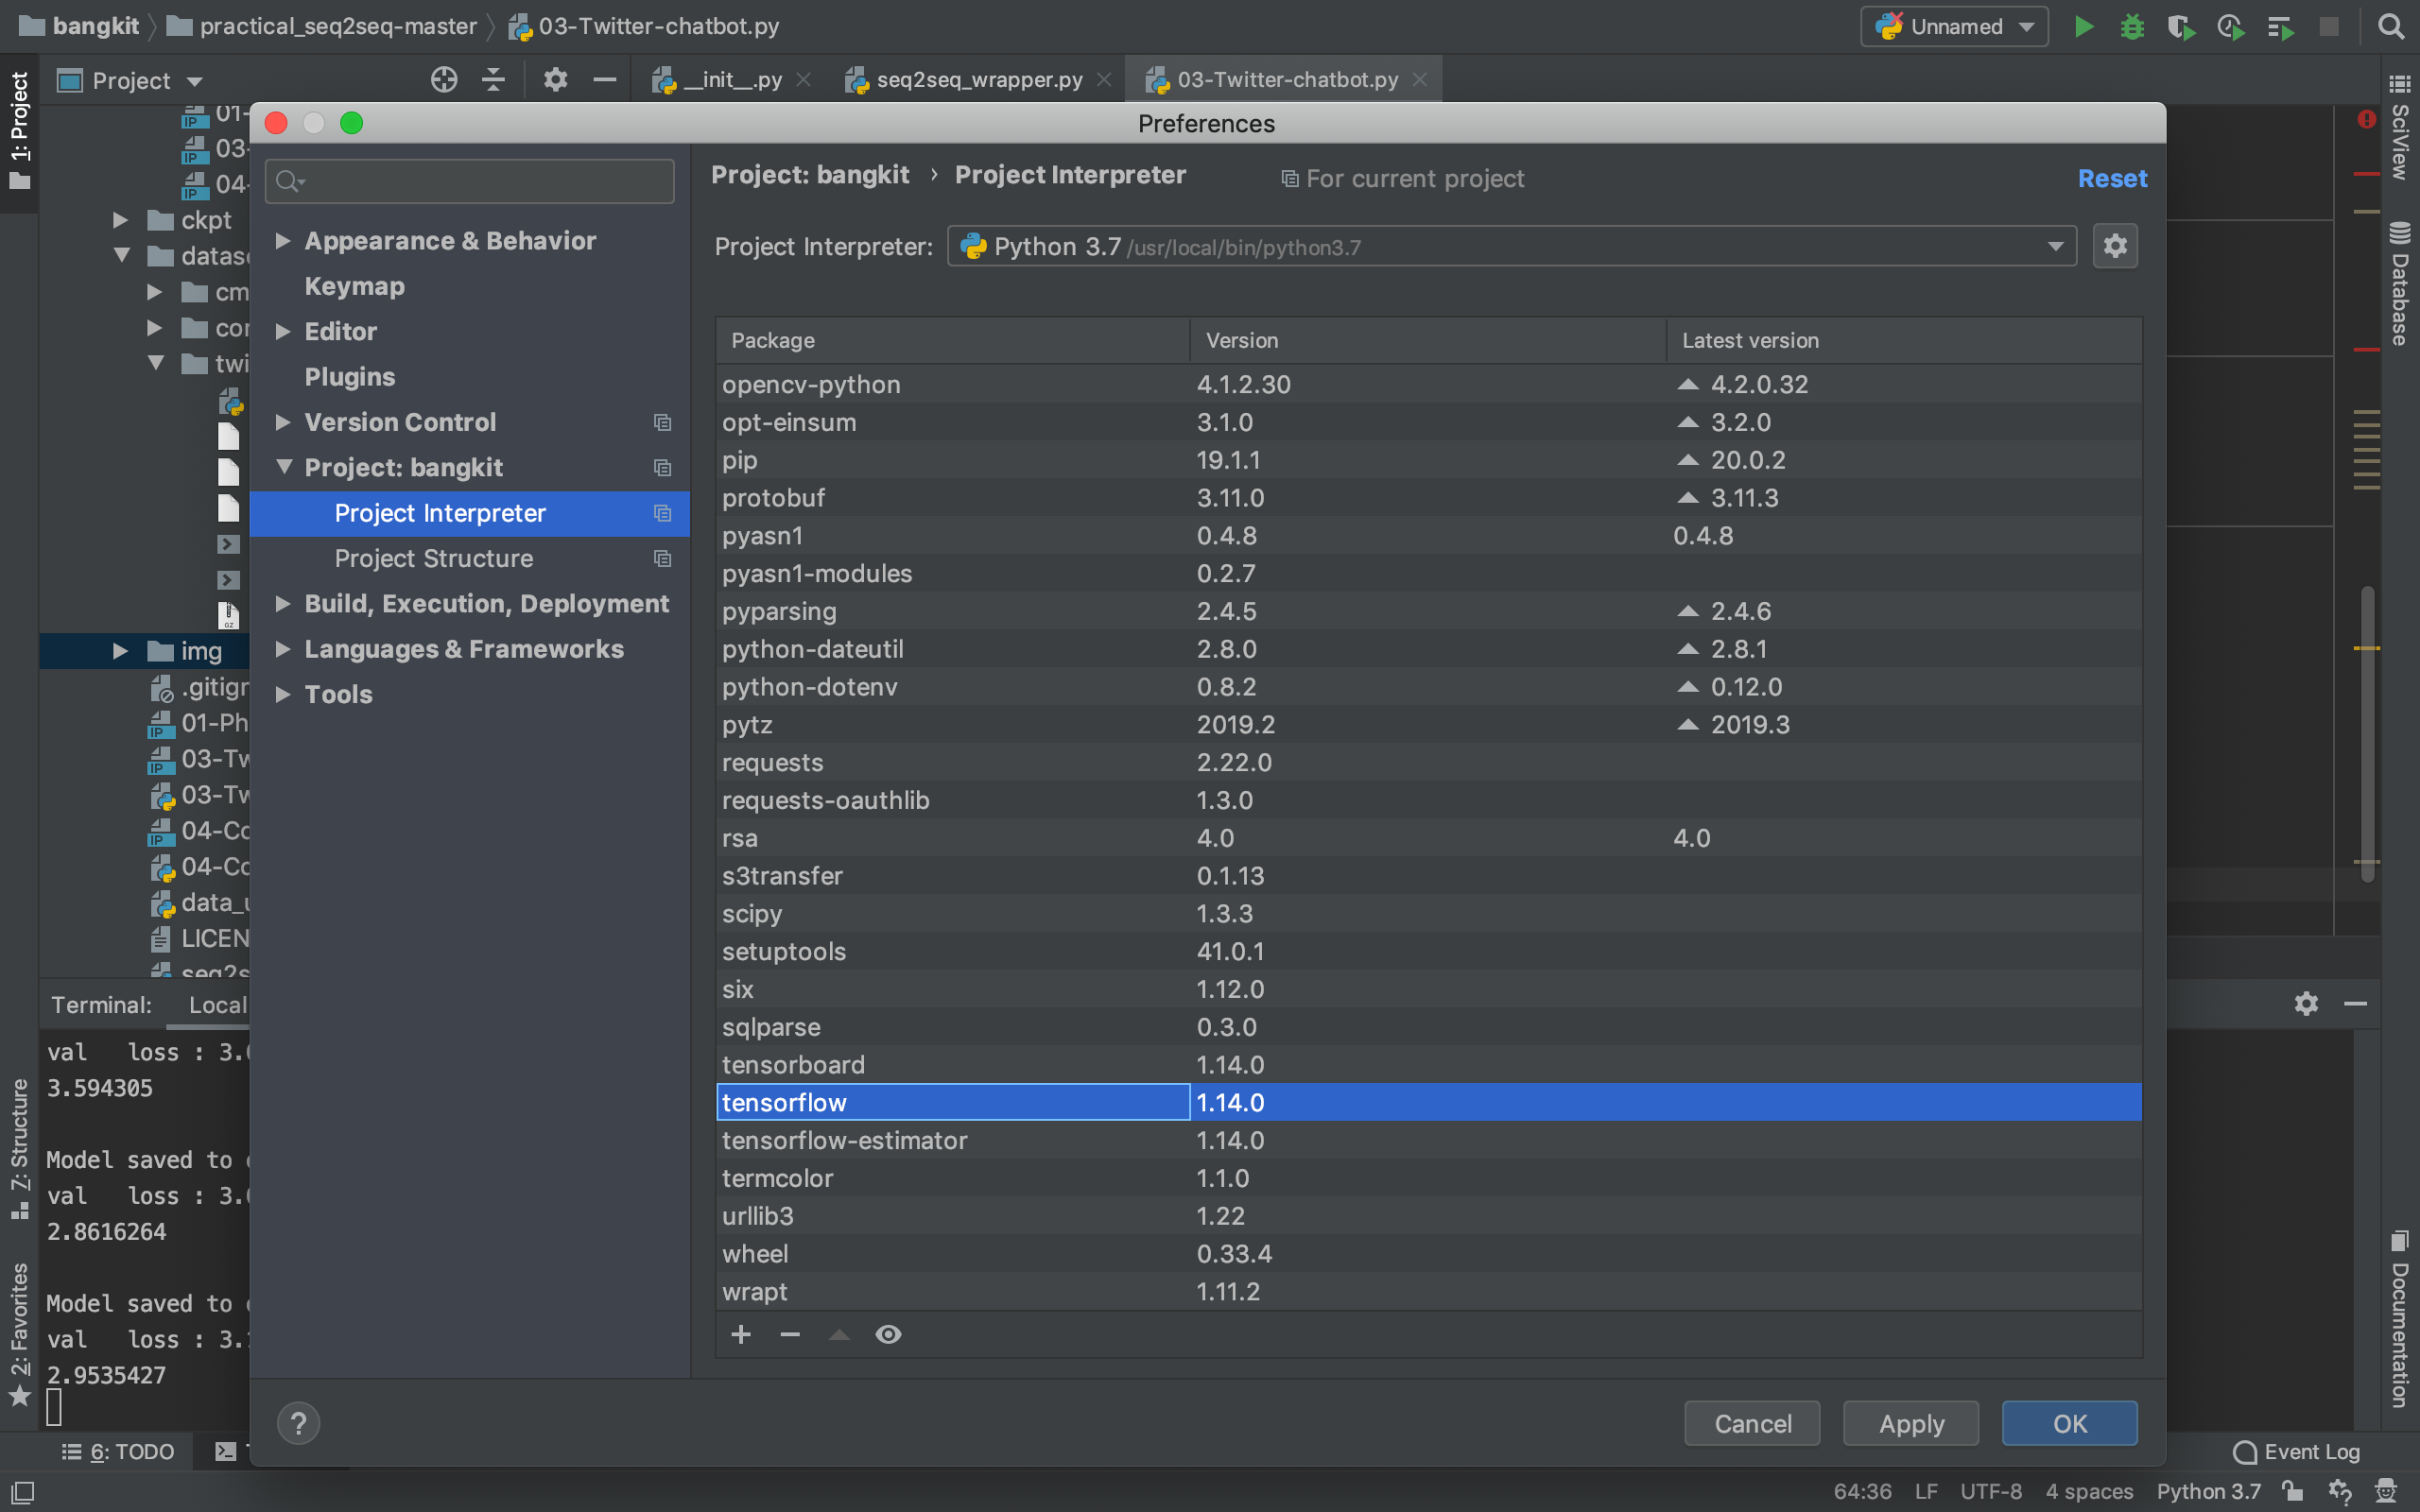 bangkit practical_seq2seq-master 03-Twitter-chatbot.py Unnamed
1: Project
Project
__init__.py seq2seq_wrapper.py 03-Twitter-chatbot.py
01-
03-
04-
ckpt
datase
cm
cor
twi
img
.gitigr
01-Ph
03-Tw
03-Tw
04-Co
04-Co
data_u
LICEN
seq2s
Preferences
Appearance & Behavior
Keymap
Editor
Plugins
Version Control
Project: bangkit
Project Interpreter
Project Structure
Build, Execution, Deployment
Languages & Frameworks
Tools
Project: bangkit › Project Interpreter For current project Reset
Project Interpreter: Python 3.7 /usr/local/bin/python3.7
Package Version Latest version
opencv-python 4.1.2.30 4.2.0.32
opt-einsum 3.1.0 3.2.0
pip 19.1.1 20.0.2
protobuf 3.11.0 3.11.3
pyasn1 0.4.8 0.4.8
pyasn1-modules 0.2.7
pyparsing 2.4.5 2.4.6
python-dateutil 2.8.0 2.8.1
python-dotenv 0.8.2 0.12.0
pytz 2019.2 2019.3
requests 2.22.0
requests-oauthlib 1.3.0
rsa 4.0 4.0
s3transfer 0.1.13
scipy 1.3.3
setuptools 41.0.1
six 1.12.0
sqlparse 0.3.0
tensorboard 1.14.0
tensorflow 1.14.0
tensorflow-estimator 1.14.0
termcolor 1.1.0
urllib3 1.22
wheel 0.33.4
wrapt 1.11.2
? Cancel Apply OK
SciView
Database
Documentation
7: Structure
2: Favorites
Terminal: Local
val loss : 3.
3.594305
Model saved to
val loss : 3.
2.8616264
Model saved to
val loss : 3.
2.9535427
6: TODO Event Log
64:36 LF UTF-8 4 spaces Python 3.7